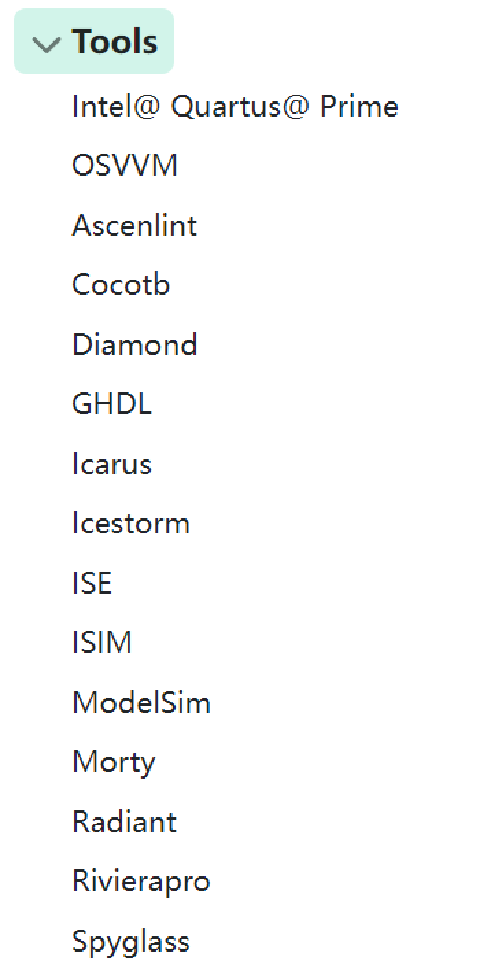 Tools
Intel@ Quartus@ Prime
OSVVM
Ascenlint
Cocotb
Diamond
GHDL
Icarus
Icestorm
ISE
ISIM
ModelSim
Morty
Radiant
Rivierapro
Spyglass